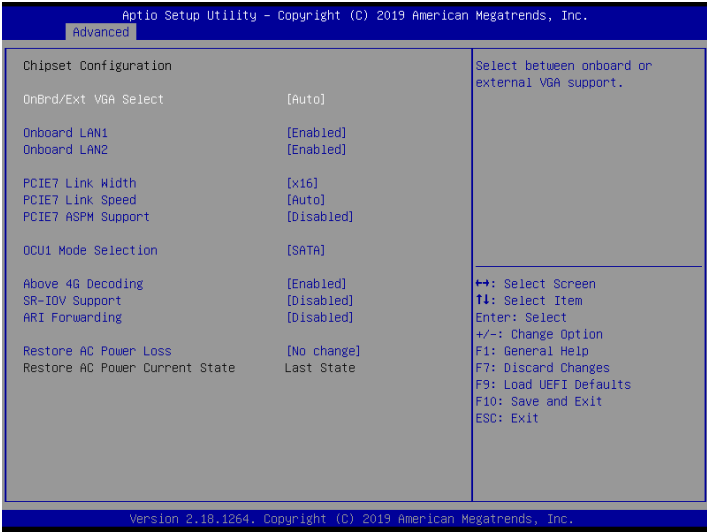 Aptio Setup Utility – Copyright (C) 2019 American Megatrends, Inc.
Advanced
Chipset Configuration
OnBrd/Ext VGA Select [Auto]
Onboard LAN1 [Enabled]
Onboard LAN2 [Enabled]
PCIE7 Link Width [x16]
PCIE7 Link Speed [Auto]
PCIE7 ASPM Support [Disabled]
OCU1 Mode Selection [SATA]
Above 4G Decoding [Enabled]
SR-IOV Support [Disabled]
ARI Forwarding [Disabled]
Restore AC Power Loss [No change]
Restore AC Power Current State Last State
Select between onboard or
external VGA support.
↔: Select Screen
↑↓: Select Item
Enter: Select
+/-: Change Option
F1: General Help
F7: Discard Changes
F9: Load UEFI Defaults
F10: Save and Exit
ESC: Exit
Version 2.18.1264. Copyright (C) 2019 American Megatrends, Inc.